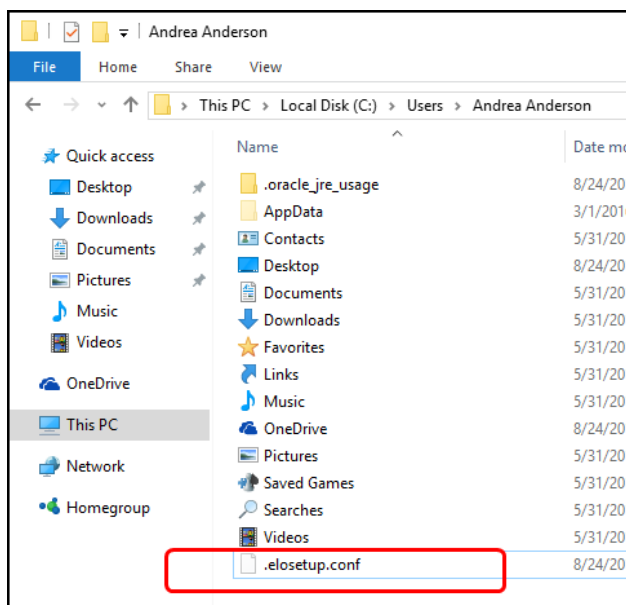 Andrea Anderson
File Home Share View
This PC Local Disk (C:) Users Andrea Anderson
Name Date mo
Quick access
Desktop
Downloads
Documents
Pictures
Music
Videos
OneDrive
This PC
Network
Homegroup
.oracle_jre_usage 8/24/20
AppData 3/1/201
Contacts 5/31/20
Desktop 8/24/20
Documents 5/31/20
Downloads 5/31/20
Favorites 5/31/20
Links 5/31/20
Music 5/31/20
OneDrive 8/24/20
Pictures 5/31/20
Saved Games 5/31/20
Searches 5/31/20
Videos 5/31/20
.elosetup.conf 8/24/20